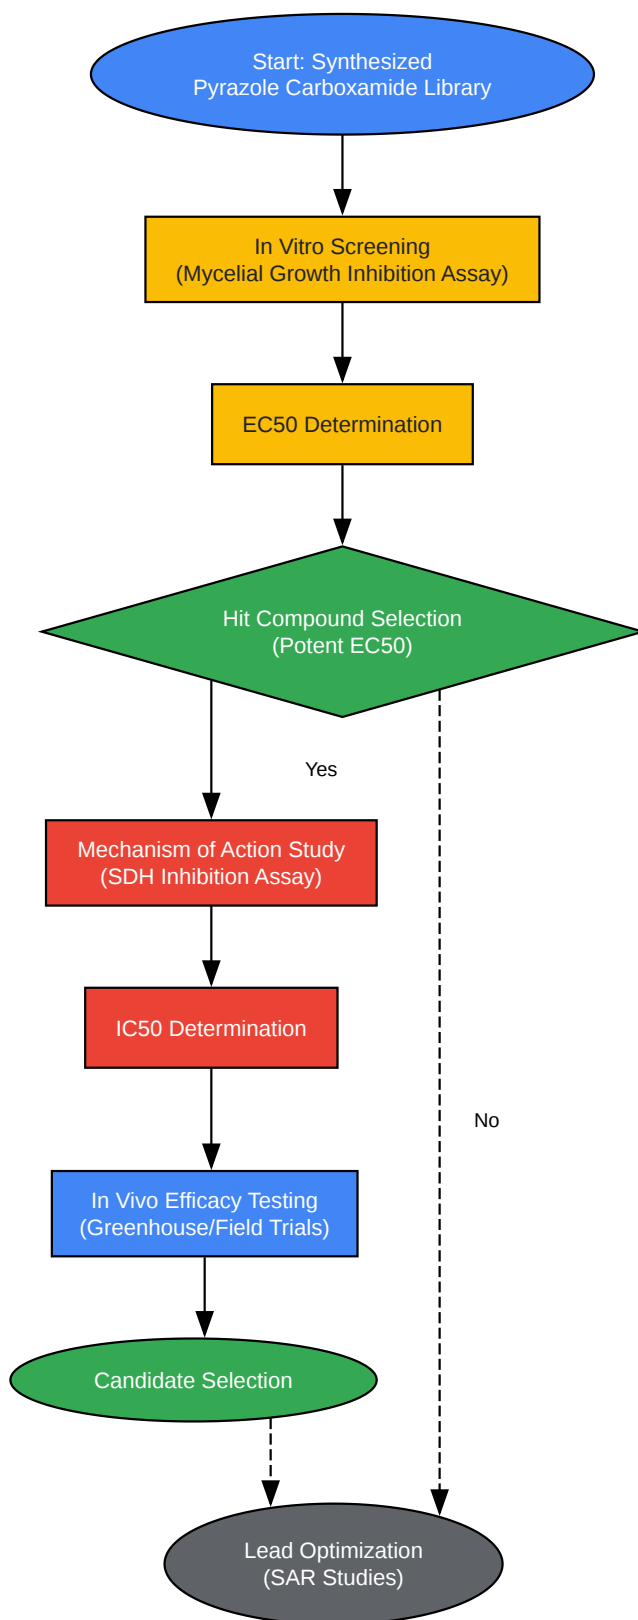 Start: Synthesized
Pyrazole Carboxamide Library
In Vitro Screening
(Mycelial Growth Inhibition Assay)
EC50 Determination
Hit Compound Selection
(Potent EC50)
Yes
Mechanism of Action Study
(SDH Inhibition Assay)
IC50 Determination
No
In Vivo Efficacy Testing
(Greenhouse/Field Trials)
Candidate Selection
Lead Optimization
(SAR Studies)